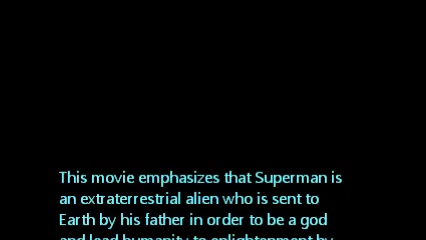 This movie emphasizes that Superman is
an extraterrestrial alien who is sent to
Earth by his father in order to be a god
and lead humanity to enlightenment by